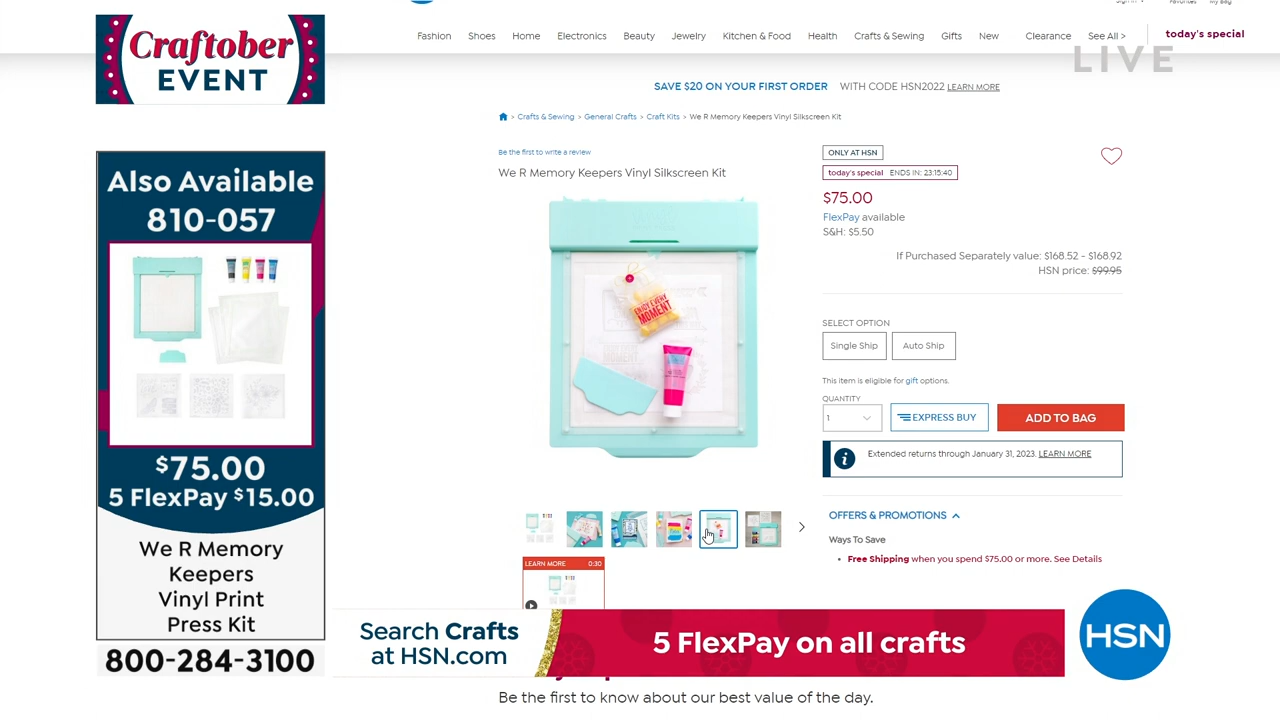 Craftober
EVENT
Also Available
810-057
$75.00
5 FlexPay $15.00
We R Memory
Keepers
Vinyl Print
Press Kit
800-284-3100
Fashion Shoes Home Electronics Beauty Jewelry Kitchen & Food Health Crafts & Sewing Gifts New Clearance See All > today's special
LIVE
SAVE $20 ON YOUR FIRST ORDER WITH CODE HSN2022 LEARN MORE
> Crafts & Sewing > General Crafts > Craft Kits > We R Memory Keepers Vinyl Silkscreen Kit
Be the first to write a review
We R Memory Keepers Vinyl Silkscreen Kit
ENJOY EVERY
MOMENT
LEARN MORE 0:30
ONLY AT HSN
today's special ENDS IN: 23:15:40
$75.00
FlexPay available
S&H: $5.50
If Purchased Separately value: $168.52 - $168.92
HSN price: $99.95
SELECT OPTION
Single Ship Auto Ship
This item is eligible for gift options.
QUANTITY
1 EXPRESS BUY ADD TO BAG
Extended returns through January 31, 2023. LEARN MORE
OFFERS & PROMOTIONS
Ways To Save
• Free Shipping when you spend $75.00 or more. See Details
Search Crafts
at HSN.com
5 FlexPay on all crafts
HSN
Be the first to know about our best value of the day.